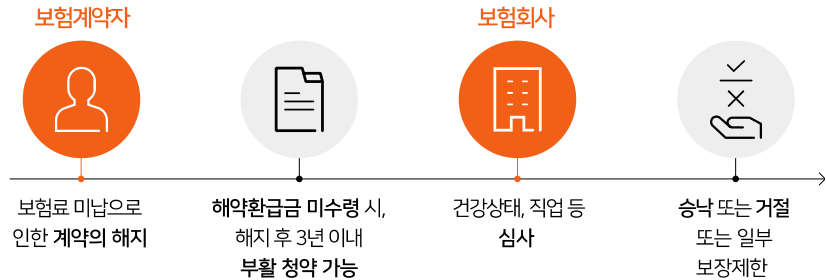 보험계약자
보험회사
보험료 미납으로
인한 계약의 해지
해약환급금 미수령 시,
해지 후 3년 이내
부활 청약 가능
건강상태, 직업 등
심사
승낙 또는 거절
또는 일부
보장제한